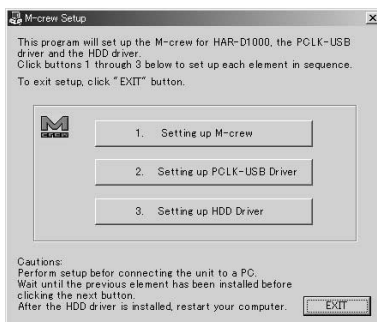 M-crew Setup
This program will set up the M-crew for HAR-D1000, the PCLK-USB
driver and the HDD driver.
Click buttons 1 through 3 below to set up each element in sequence.
To exit setup, click "EXIT" button.
M
crew
1. Setting up M-crew
2. Setting up PCLK-USB Driver
3. Setting up HDD Driver
Cautions:
Perform setup befor connecting the unit to a PC.
Wait until the previous element has been installed before
clicking the next button.
After the HDD driver is installed, restart your computer.
EXIT